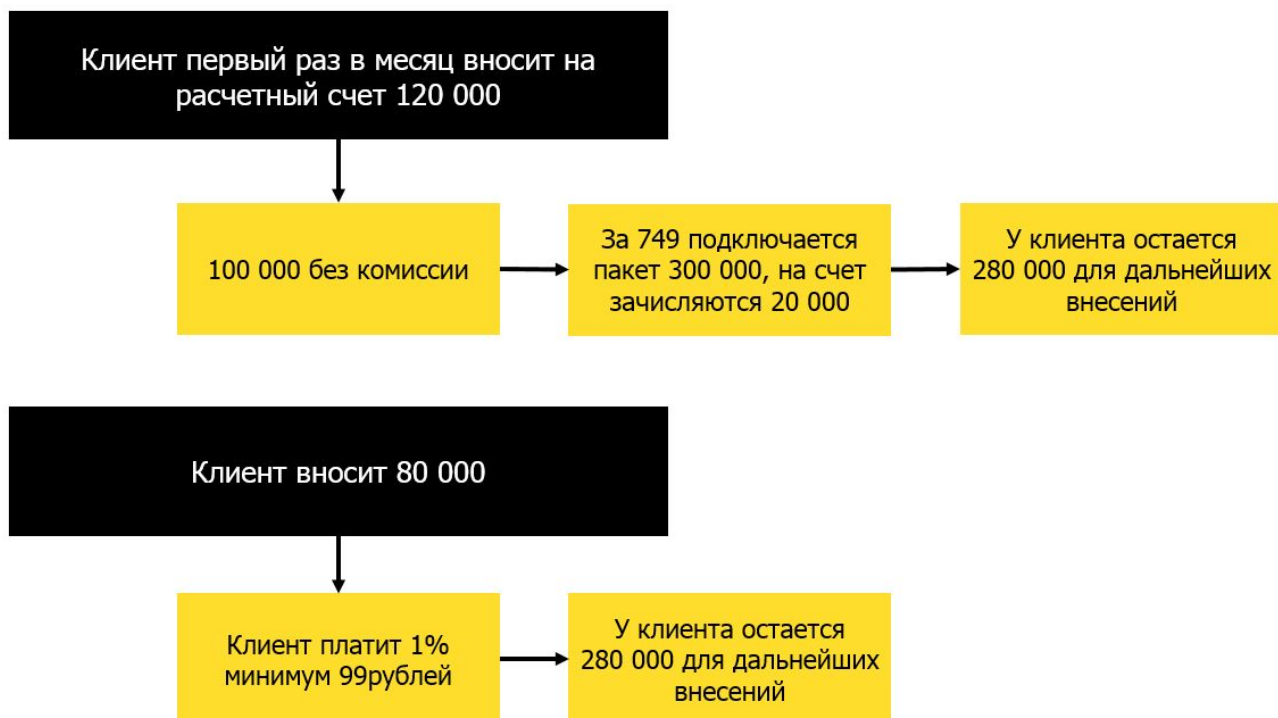 Клиент первый раз в месяц вносит на
расчетный счет 120 000
100 000 без комиссии
За 749 подключается
пакет 300 000, на счет
зачисляются 20 000
У клиента остается
280 000 для дальнейших
внесений
Клиент вносит 80 000
Клиент платит 1%
минимум 99рублей
У клиента остается
280 000 для дальнейших
внесений